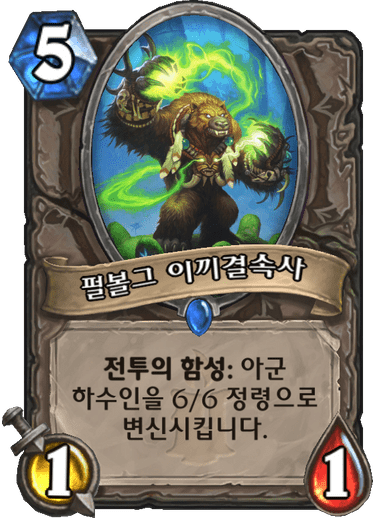 5
펄볼그 이끼결속사
전투의 함성: 아군
하수인을 6/6 정령으로
변신시킵니다.
1
1